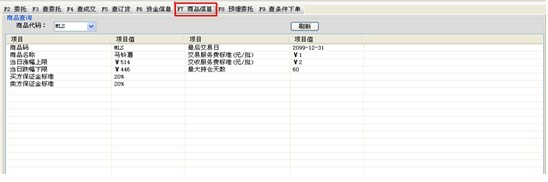 F2 委托 F3 查委托 F4 查成交 F5 查订货 F6 资金信息 F7 商品信息 F8 预埋委托 F9 查条件下单
商品查询
商品代码: MLS 刷新
项目 项目值 项目 项目值
商品码 MLS 最后交易日 2099-12-31
商品名称 马铃薯 交易服务费标准(元/批) ￥1
当日涨幅上限 ￥514 交收服务费标准(元/批) ￥2
当日跌幅下限 ￥446 最大持仓天数 60
买方保证金标准 20%
卖方保证金标准 20%